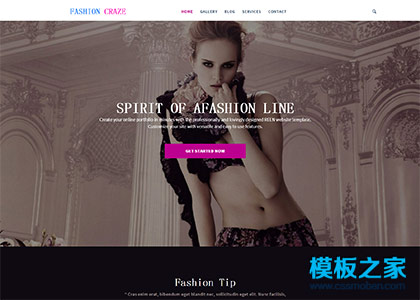 FASHION CRAZE
HOME GALLERY BLOG SERVICES CONTACT
SPIRIT OF AFASHION LINE
Create your online portfolio in minutes with the professionally and lovingly designed REEN website template.
Customize your site with versatile and easy to use features.
GET STARTED NOW
Fashion Tip
" Crasenim erat, bibendum eget blandit nec, sollicitudin eget elit. Nunc facilisis,
模板之家
www.cssmoban.com